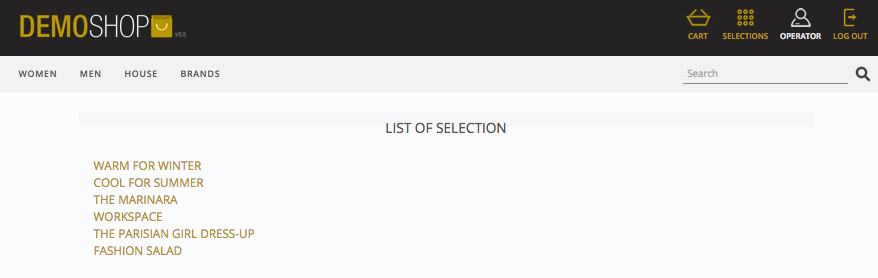 DEMOSHOP v0.5
CART SELECTIONS OPERATOR LOG OUT
WOMEN MEN HOUSE BRANDS Search
LIST OF SELECTION
WARM FOR WINTER
COOL FOR SUMMER
THE MARINARA
WORKSPACE
THE PARISIAN GIRL DRESS-UP
FASHION SALAD